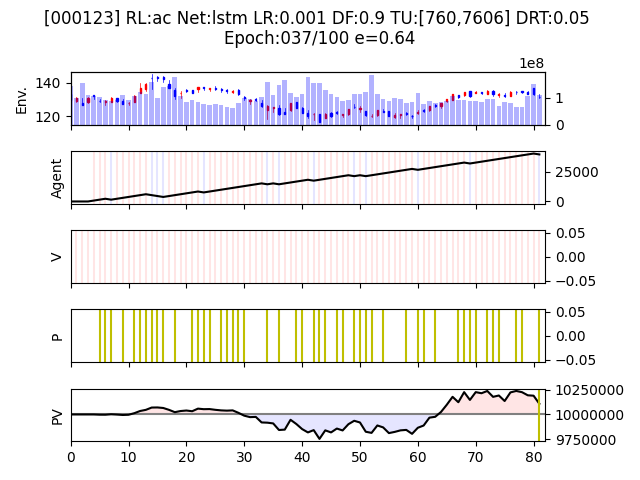 [000123] RL:ac Net:lstm LR:0.001 DF:0.9 TU:[760,7606] DRT:0.05
Epoch:037/100 e=0.64
1e8
Env.
140
120
1
0
Agent
25000
0
V
0.05
0.00
−0.05
P
0.05
0.00
−0.05
PV
10250000
10000000
9750000
0 10 20 30 40 50 60 70 80